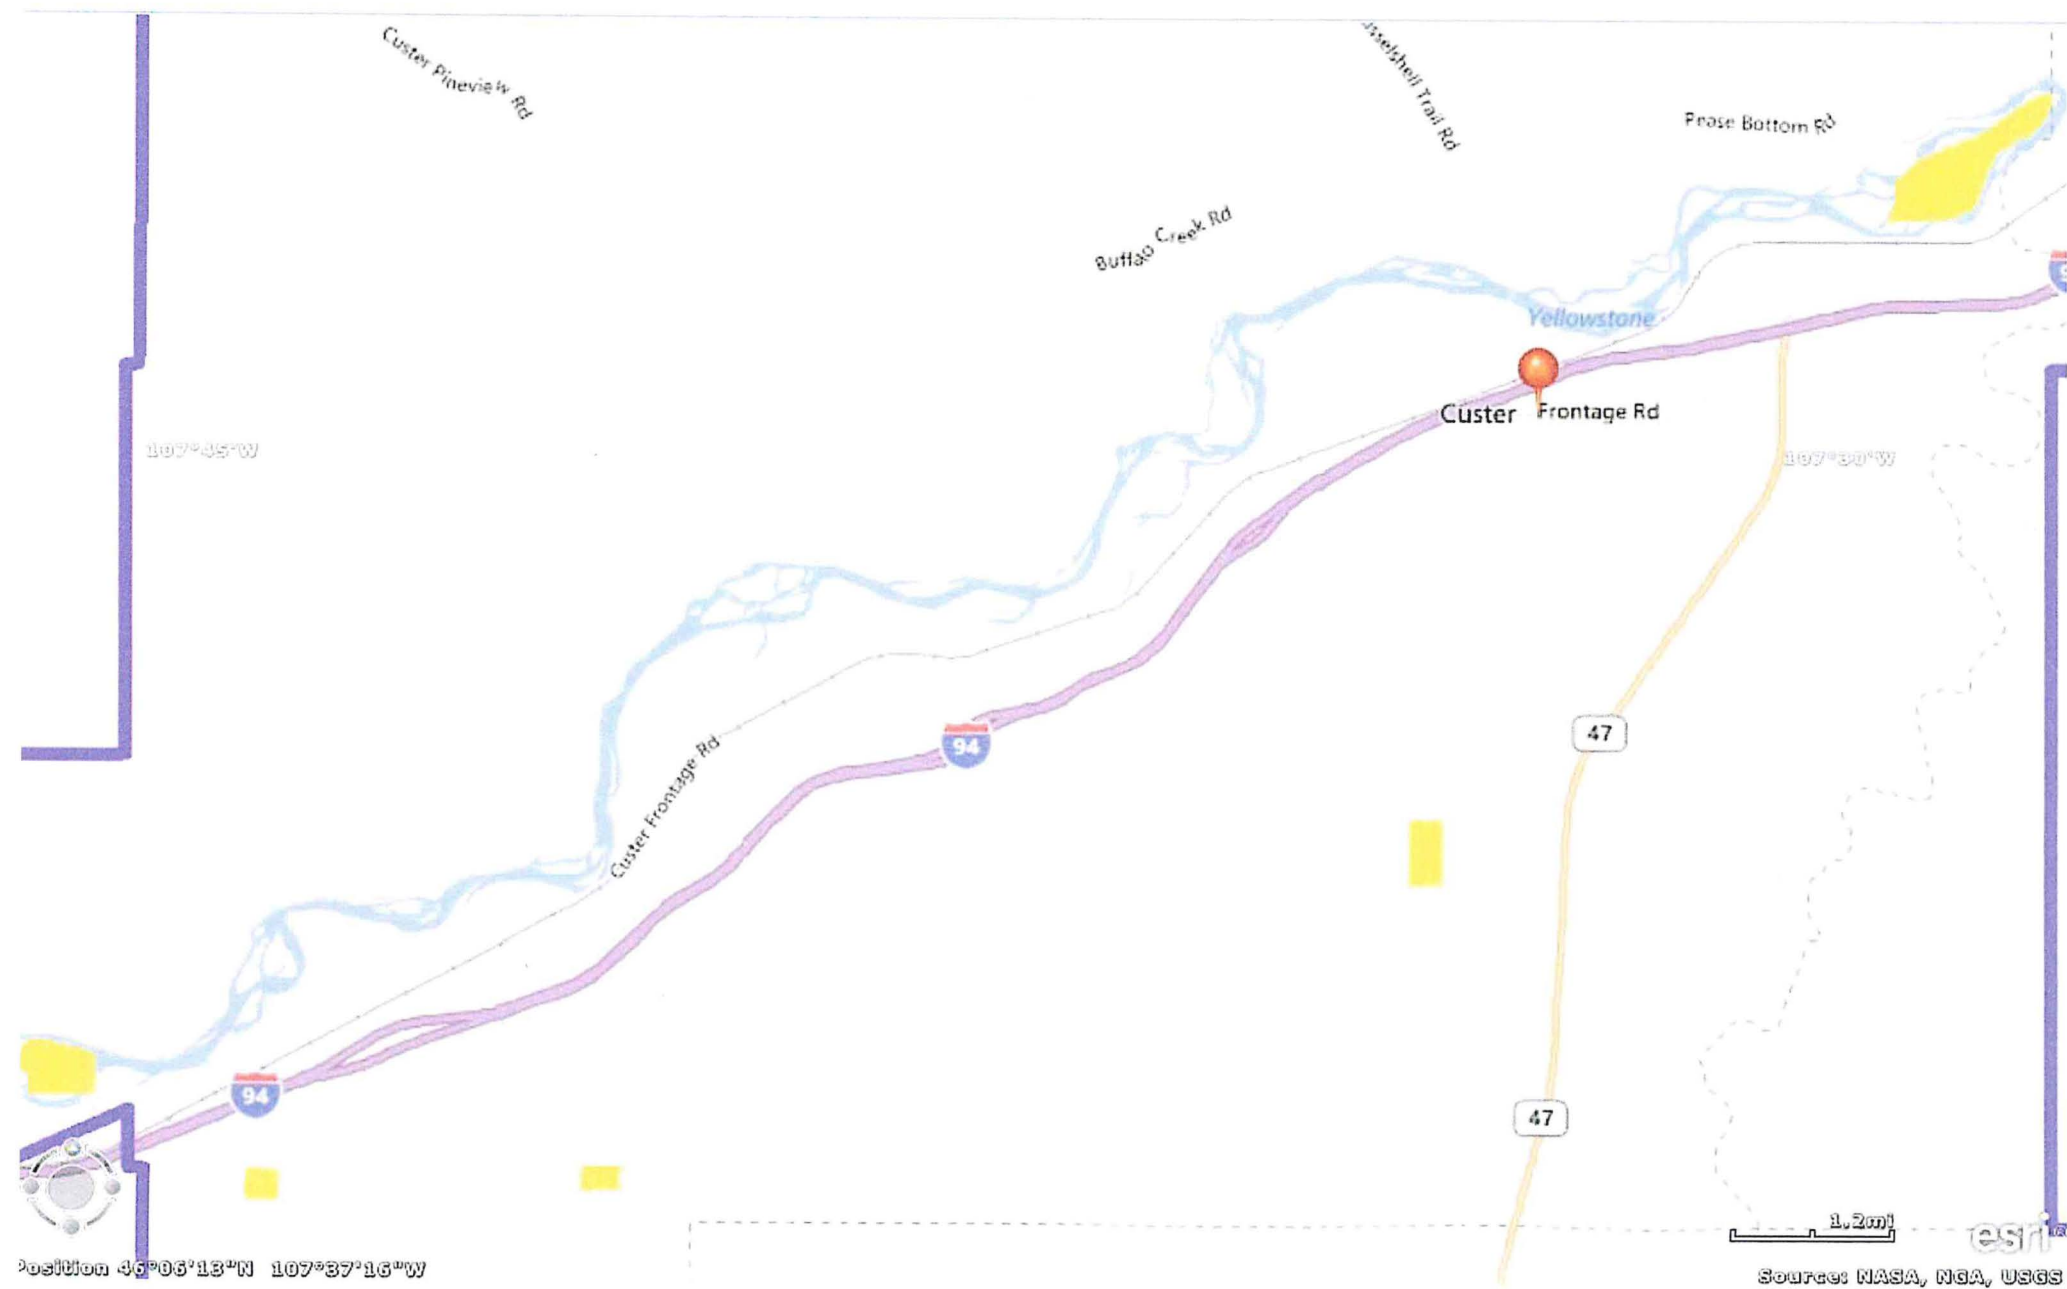 Custer Pineview Rd
usselshell Trail Rd
Pease Bottom Rd
Buffao Creek Rd
Yellowstone
Custer Frontage Rd
107°45'W
107°30'W
47
94
Custer Frontage Rd
94
47
1.2mi
esri
Position 46°06'13"N 107°37'16"W
Source: NASA, NGA, USGS